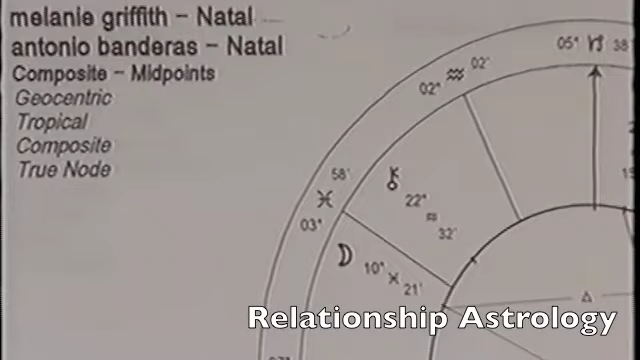 melanie griffith – Natal
antonio banderas – Natal
Composite – Midpoints
Geocentric
Tropical
Composite
True Node
05° ♑ 38'
02° ♒ 02'
58'
♓
03°
⚷ 22° ♒ 32'
☽ 10° ♓ 21'
△
Relationship Astrology